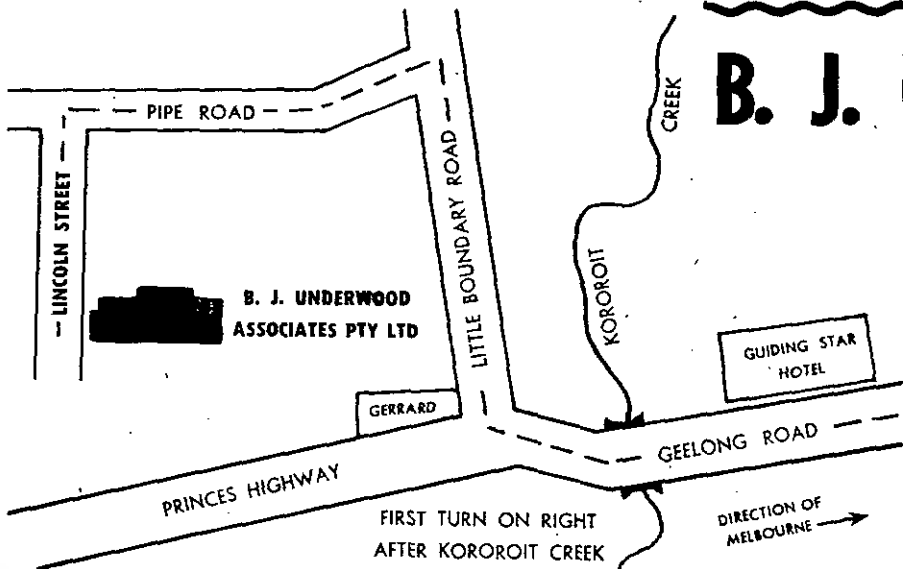 B. J.
CREEK
PIPE ROAD
LINCOLN STREET
LITTLE BOUNDARY ROAD
KOROROIT
B. J. UNDERWOOD
ASSOCIATES PTY LTD
GUIDING STAR
HOTEL
GERRARD
GEELONG ROAD
PRINCES HIGHWAY
FIRST TURN ON RIGHT
AFTER KOROROIT CREEK
DIRECTION OF
MELBOURNE